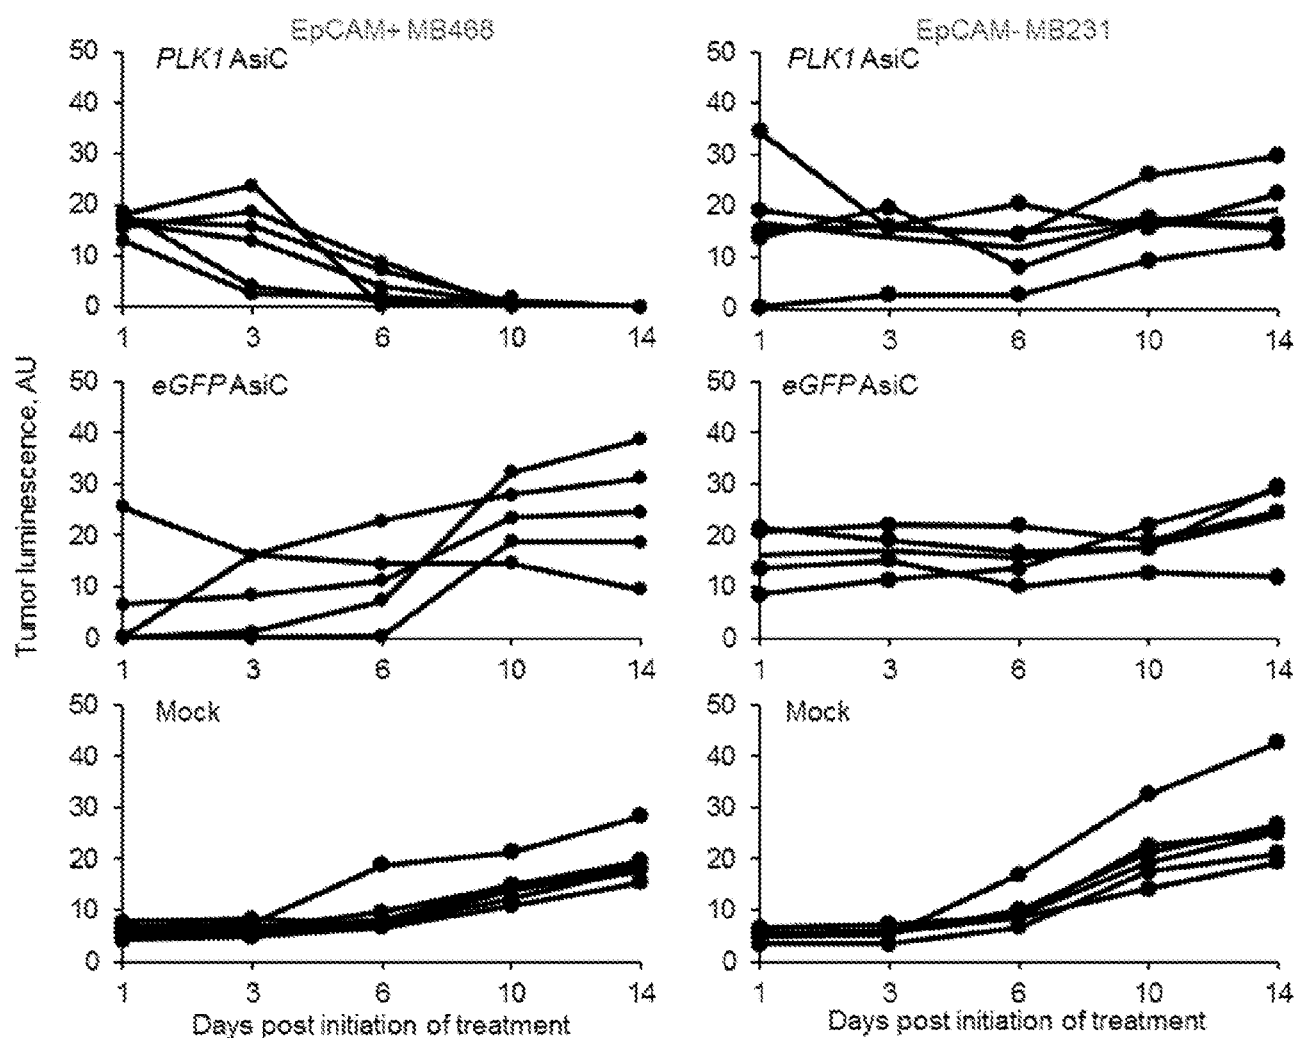 EpCAM+ MB468
EpCAM- MB231
PLK1 AsiC
50
40
30
20
10
0
1 3 6 10 14
PLK1 AsiC
50
40
30
20
10
0
1 3 6 10 14
Tumor luminescence, AU
eGFP AsiC
50
40
30
20
10
0
1 3 6 10 14
eGFP AsiC
50
40
30
20
10
0
1 3 6 10 14
Mock
50
40
30
20
10
0
1 3 6 10 14
Days post initiation of treatment
Mock
50
40
30
20
10
0
1 3 6 10 14
Days post initiation of treatment